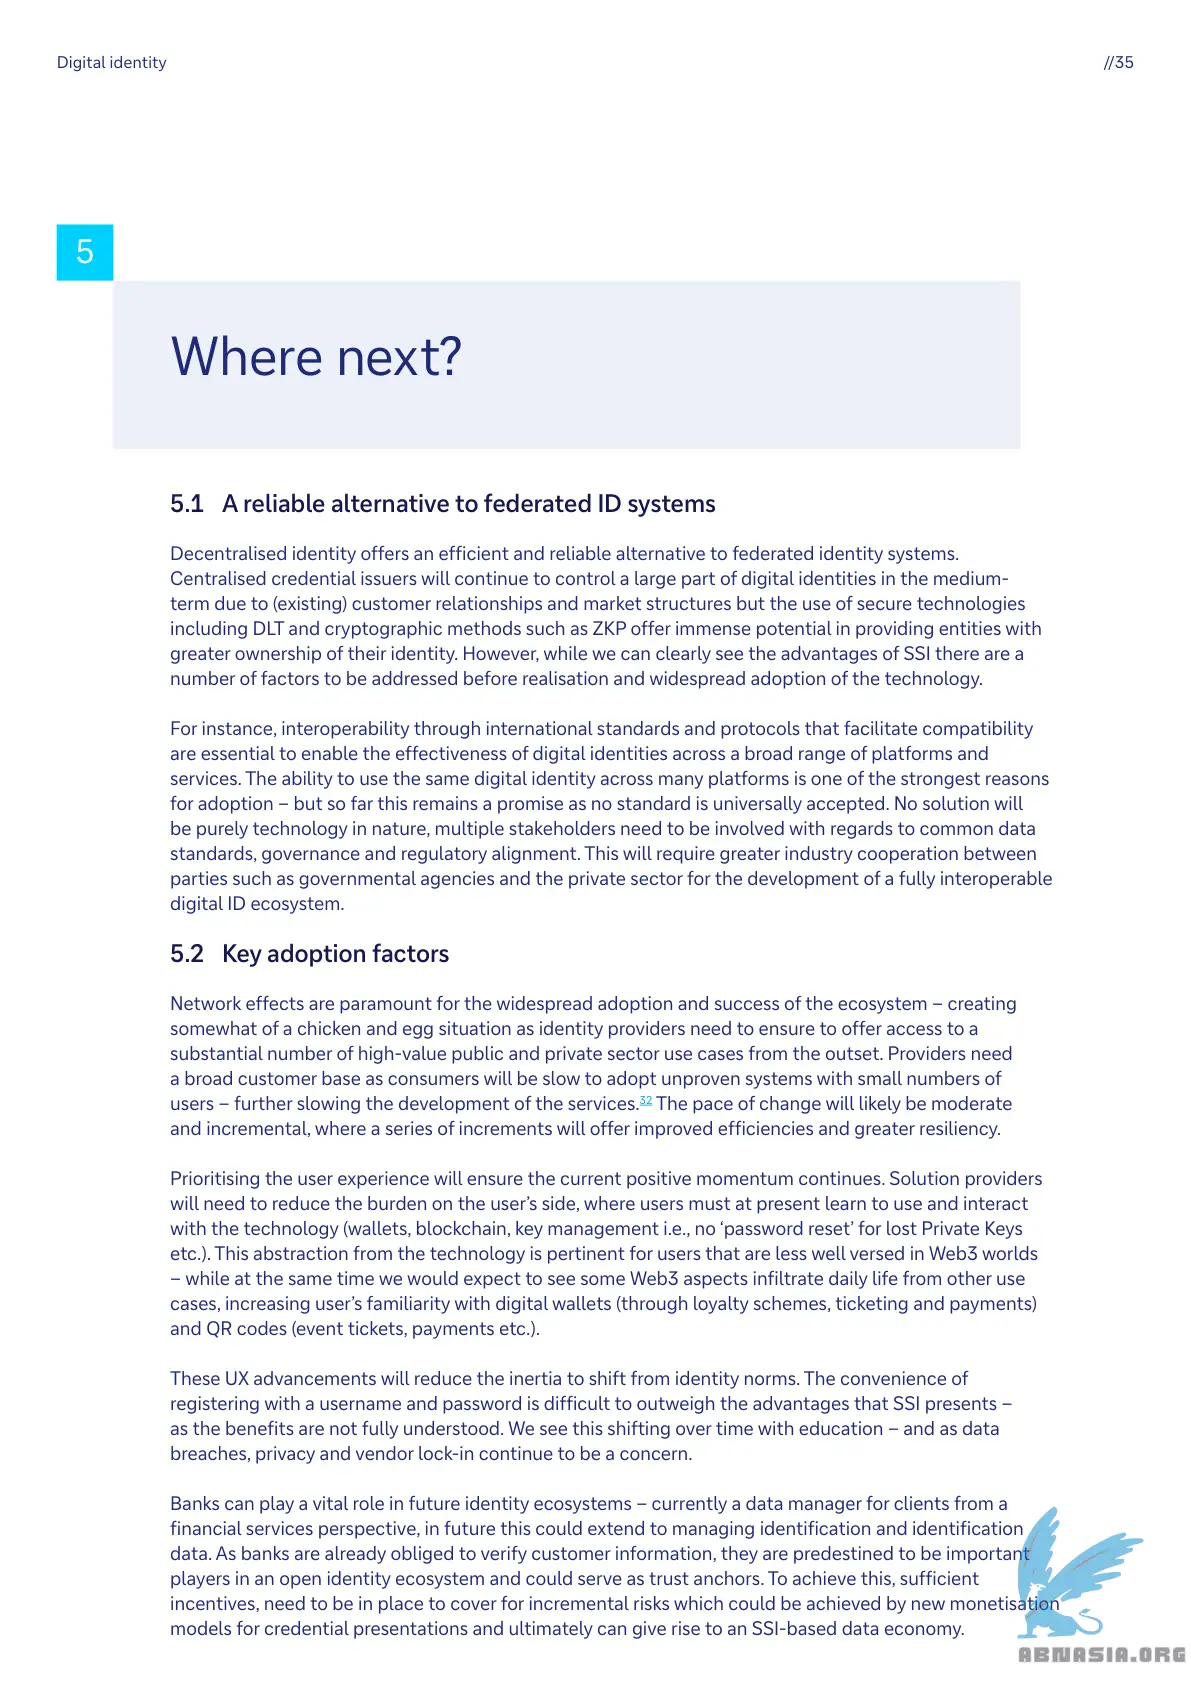 Digital identity
//35
5
Where next?
5.1 A reliable alternative to federated ID systems
Decentralised identity offers an efficient and reliable alternative to federated identity systems.
Centralised credential issuers will continue to control a large part of digital identities in the medium-
term due to (existing) customer relationships and market structures but the use of secure technologies
including DLT and cryptographic methods such as ZKP offer immense potential in providing entities with
greater ownership of their identity. However, while we can clearly see the advantages of SSI there are a
number of factors to be addressed before realisation and widespread adoption of the technology.
For instance, interoperability through international standards and protocols that facilitate compatibility
are essential to enable the effectiveness of digital identities across a broad range of platforms and
services. The ability to use the same digital identity across many platforms is one of the strongest reasons
for adoption – but so far this remains a promise as no standard is universally accepted. No solution will
be purely technology in nature, multiple stakeholders need to be involved with regards to common data
standards, governance and regulatory alignment. This will require greater industry cooperation between
parties such as governmental agencies and the private sector for the development of a fully interoperable
digital ID ecosystem.
5.2 Key adoption factors
Network effects are paramount for the widespread adoption and success of the ecosystem – creating
somewhat of a chicken and egg situation as identity providers need to ensure to offer access to a
substantial number of high-value public and private sector use cases from the outset. Providers need
a broad customer base as consumers will be slow to adopt unproven systems with small numbers of
users – further slowing the development of the services.32 The pace of change will likely be moderate
and incremental, where a series of increments will offer improved efficiencies and greater resiliency.
Prioritising the user experience will ensure the current positive momentum continues. Solution providers
will need to reduce the burden on the user’s side, where users must at present learn to use and interact
with the technology (wallets, blockchain, key management i.e., no ‘password reset’ for lost Private Keys
etc.). This abstraction from the technology is pertinent for users that are less well versed in Web3 worlds
– while at the same time we would expect to see some Web3 aspects infiltrate daily life from other use
cases, increasing user’s familiarity with digital wallets (through loyalty schemes, ticketing and payments)
and QR codes (event tickets, payments etc.).
These UX advancements will reduce the inertia to shift from identity norms. The convenience of
registering with a username and password is difficult to outweigh the advantages that SSI presents –
as the benefits are not fully understood. We see this shifting over time with education – and as data
breaches, privacy and vendor lock-in continue to be a concern.
Banks can play a vital role in future identity ecosystems – currently a data manager for clients from a
financial services perspective, in future this could extend to managing identification and identification
data. As banks are already obliged to verify customer information, they are predestined to be important
players in an open identity ecosystem and could serve as trust anchors. To achieve this, sufficient
incentives, need to be in place to cover for incremental risks which could be achieved by new monetisation
models for credential presentations and ultimately can give rise to an SSI-based data economy.
ABNASIA.ORG